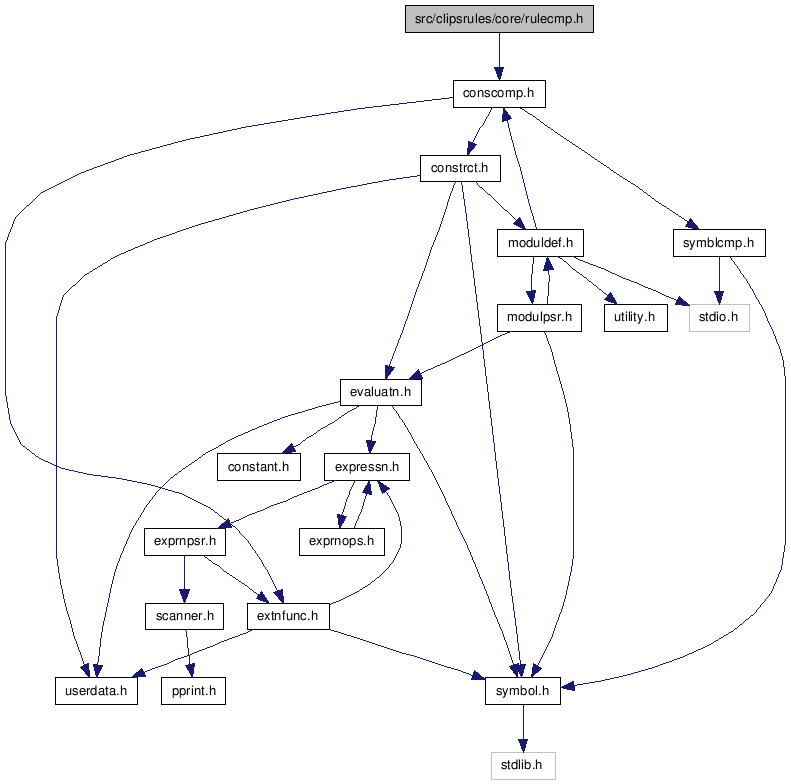 src/clipsrules/core/rulecmp.h
conscomp.h
constrct.h
moduldef.h
symblcmp.h
modulpsr.h
utility.h
stdio.h
evaluatn.h
constant.h
expressn.h
exprnpsr.h
exprnops.h
scanner.h
extnfunc.h
userdata.h
pprint.h
symbol.h
stdlib.h